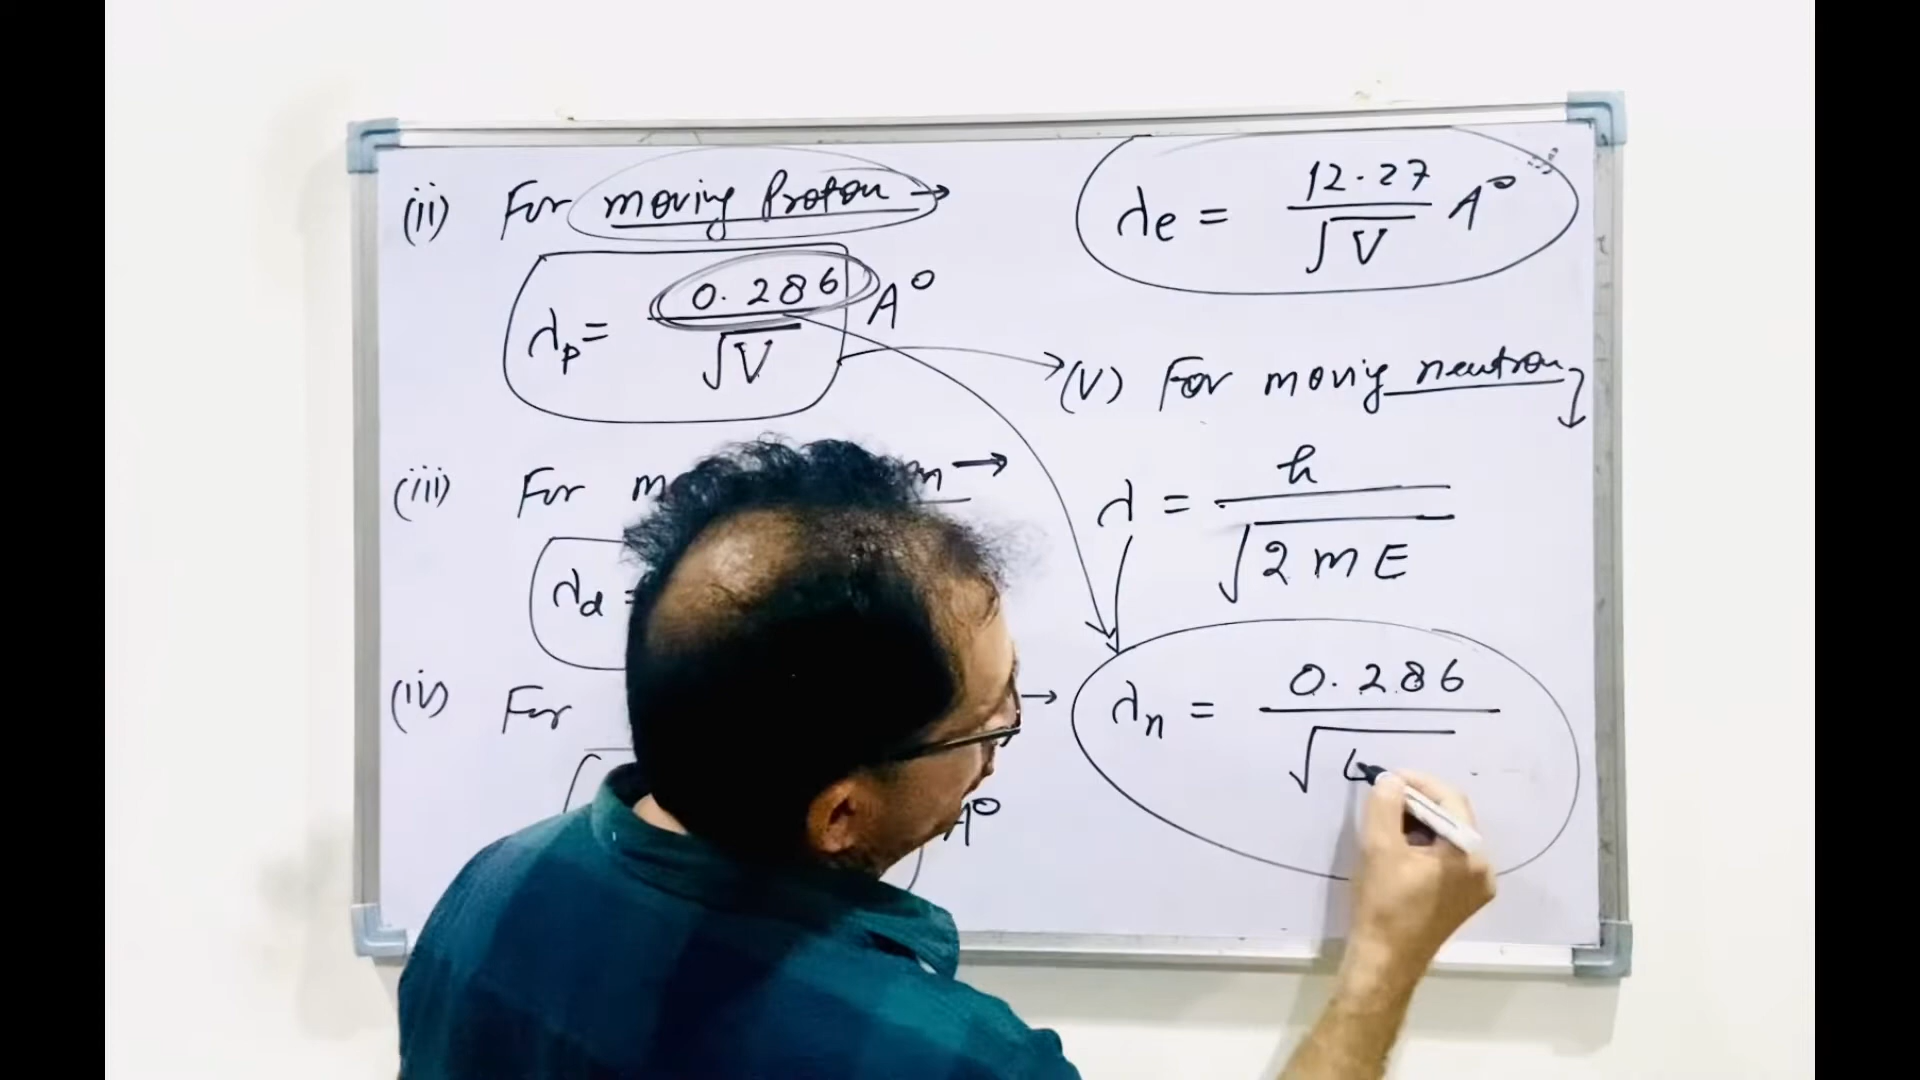 (ii) For moving Proton →
λp = 0.286 / √V A°
(iii) For m →
λd =
(iv) For →
A°
λe = 12.27 / √V A°
(V) For moving neutron
λ = h / √2mE
λn = 0.286 / √